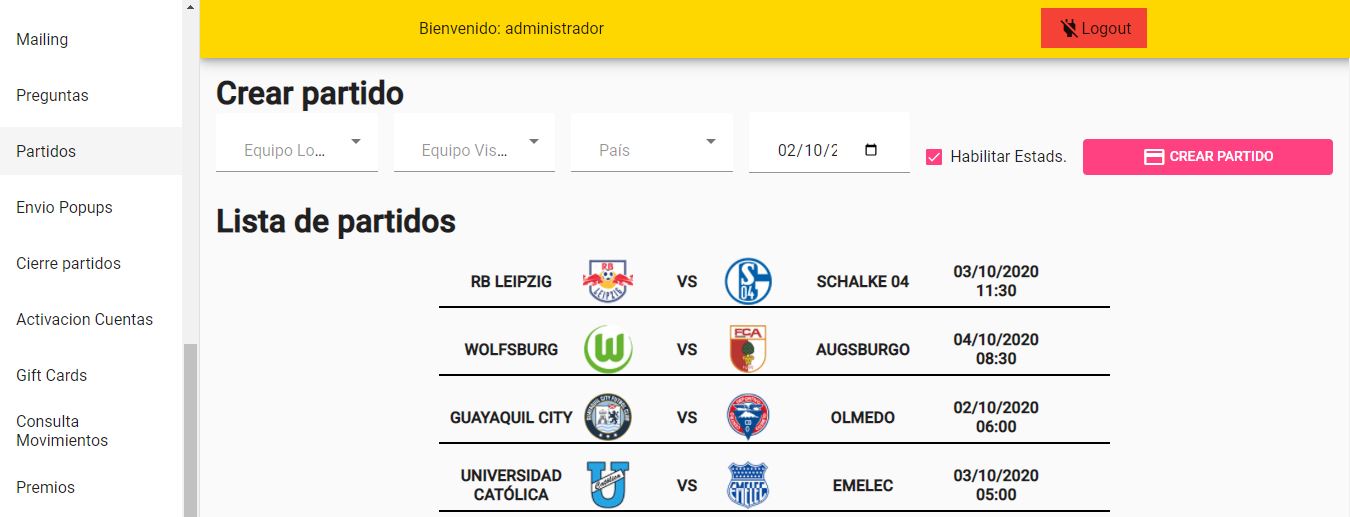 Mailing
Preguntas
Partidos
Envio Popups
Cierre partidos
Activacion Cuentas
Gift Cards
Consulta
Movimientos
Premios
Bienvenido: administrador
Logout
Crear partido
Equipo Lo...
Equipo Vis...
País
02/10/2
Habilitar Estads.
CREAR PARTIDO
Lista de partidos
RB LEIPZIG
RB
LEIPZIG
VS
S
04
SCHALKE 04
03/10/2020
11:30
WOLFSBURG
W
VS
FCA
AUGSBURGO
04/10/2020
08:30
GUAYAQUIL CITY
VS
OLMEDO
02/10/2020
06:00
UNIVERSIDAD
CATÓLICA
U
Católica
VS
EMELEC
EMELEC
03/10/2020
05:00